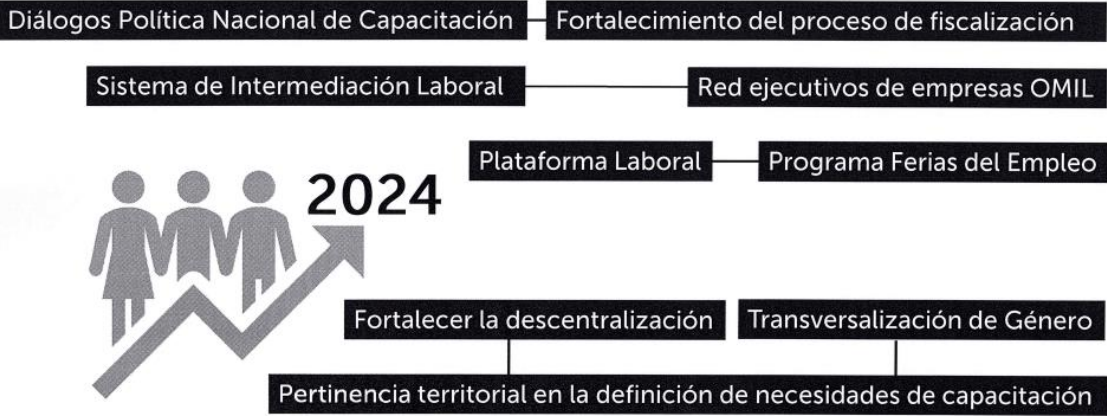 Diálogos Política Nacional de Capacitación
Fortalecimiento del proceso de fiscalización
Sistema de Intermediación Laboral
Red ejecutivos de empresas OMIL
Plataforma Laboral
Programa Ferias del Empleo
2024
Fortalecer la descentralización
Transversalización de Género
Pertinencia territorial en la definición de necesidades de capacitación